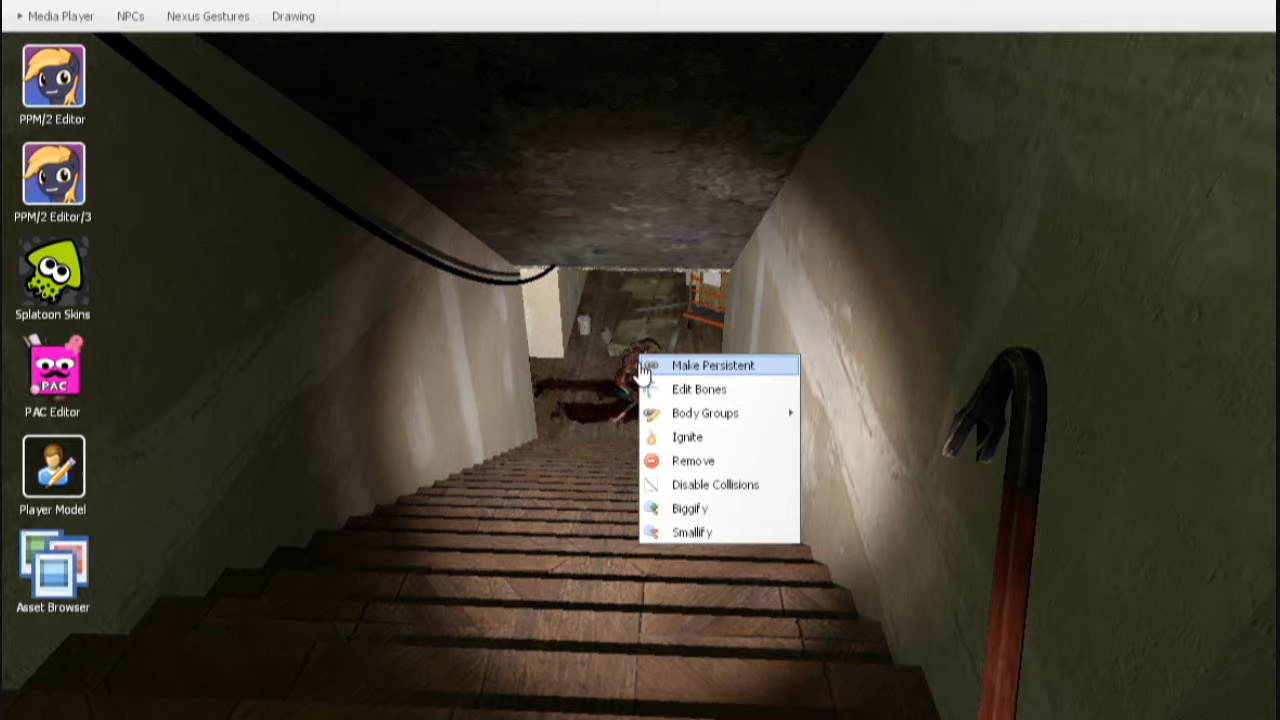 Media Player NPCs Nexus Gestures Drawing
PPM/2 Editor
PPM/2 Editor/3
Splatoon Skins
PAC
PAC Editor
Player Model
Asset Browser
Make Persistent
Edit Bones
Body Groups
Ignite
Remove
Disable Collisions
Biggify
Smallify